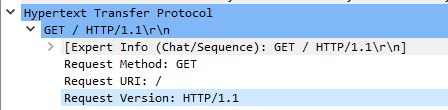 Hypertext Transfer Protocol
GET / HTTP/1.1\r\n
[Expert Info (Chat/Sequence): GET / HTTP/1.1\r\n]
Request Method: GET
Request URI: /
Request Version: HTTP/1.1